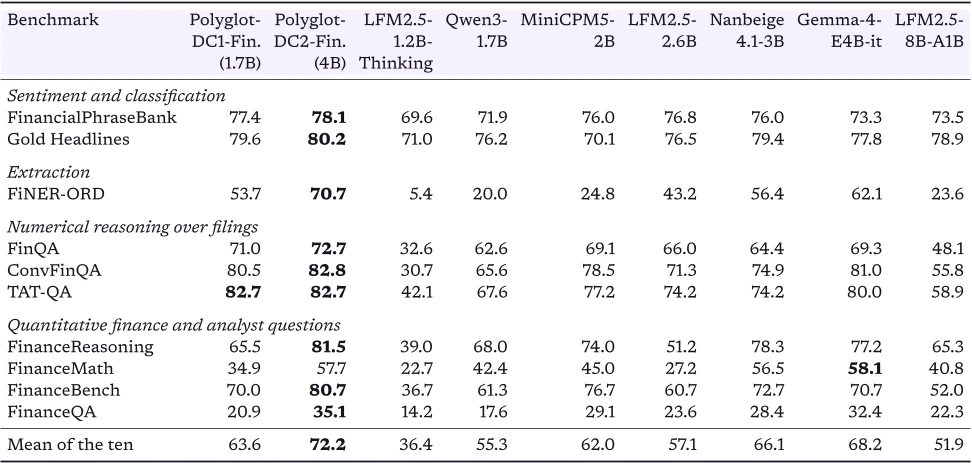 Benchmark Polyglot- Polyglot- LFM2.5- Qwen3- MiniCPM5- LFM2.5- Nanbeige Gemma-4- LFM2.5-
DC1-Fin. DC2-Fin. 1.2B- 1.7B 2B 2.6B 4.1-3B E4B-it 8B-A1B
(1.7B) (4B) Thinking
Sentiment and classification
FinancialPhraseBank 77.4 78.1 69.6 71.9 76.0 76.8 76.0 73.3 73.5
Gold Headlines 79.6 80.2 71.0 76.2 70.1 76.5 79.4 77.8 78.9
Extraction
FiNER-ORD 53.7 70.7 5.4 20.0 24.8 43.2 56.4 62.1 23.6
Numerical reasoning over filings
FinQA 71.0 72.7 32.6 62.6 69.1 66.0 64.4 69.3 48.1
ConvFinQA 80.5 82.8 30.7 65.6 78.5 71.3 74.9 81.0 55.8
TAT-QA 82.7 82.7 42.1 67.6 77.2 74.2 74.2 80.0 58.9
Quantitative finance and analyst questions
FinanceReasoning 65.5 81.5 39.0 68.0 74.0 51.2 78.3 77.2 65.3
FinanceMath 34.9 57.7 22.7 42.4 45.0 27.2 56.5 58.1 40.8
FinanceBench 70.0 80.7 36.7 61.3 76.7 60.7 72.7 70.7 52.0
FinanceQA 20.9 35.1 14.2 17.6 29.1 23.6 28.4 32.4 22.3
Mean of the ten 63.6 72.2 36.4 55.3 62.0 57.1 66.1 68.2 51.9